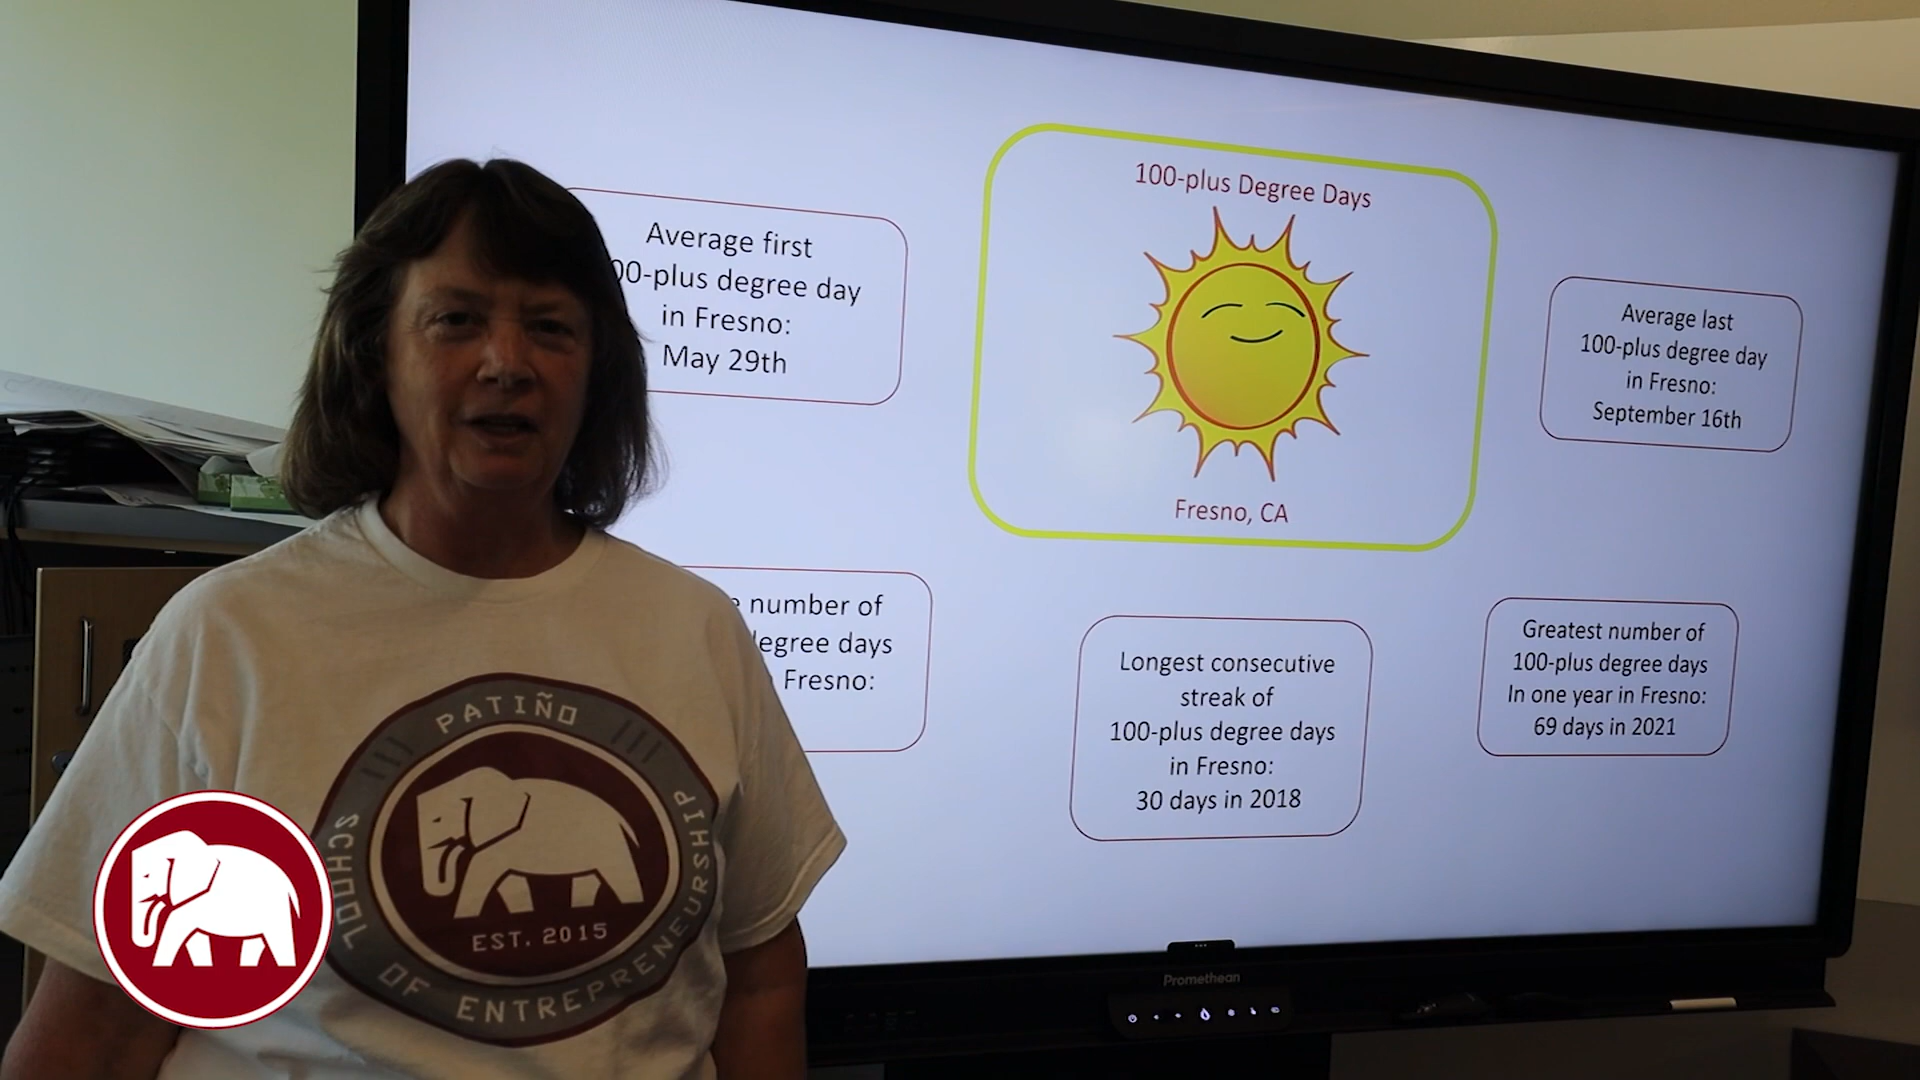 100-plus Degree Days
Fresno, CA
Average first
00-plus degree day
in Fresno:
May 29th
Average last
100-plus degree day
in Fresno:
September 16th
number of
egree days
Fresno:
Longest consecutive
streak of
100-plus degree days
in Fresno:
30 days in 2018
Greatest number of
100-plus degree days
In one year in Fresno:
69 days in 2021
PATIÑO
SCHOOL OF ENTREPRENEURSHIP
EST. 2015
Promethean